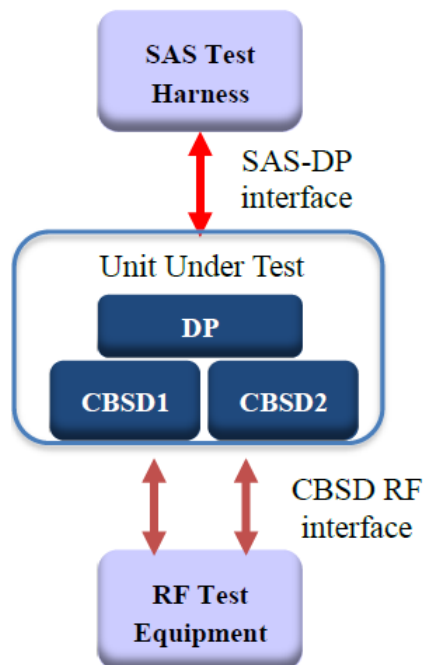 SAS Test
Harness
SAS-DP
interface
Unit Under Test
DP
CBSD1
CBSD2
CBSD RF
interface
RF Test
Equipment